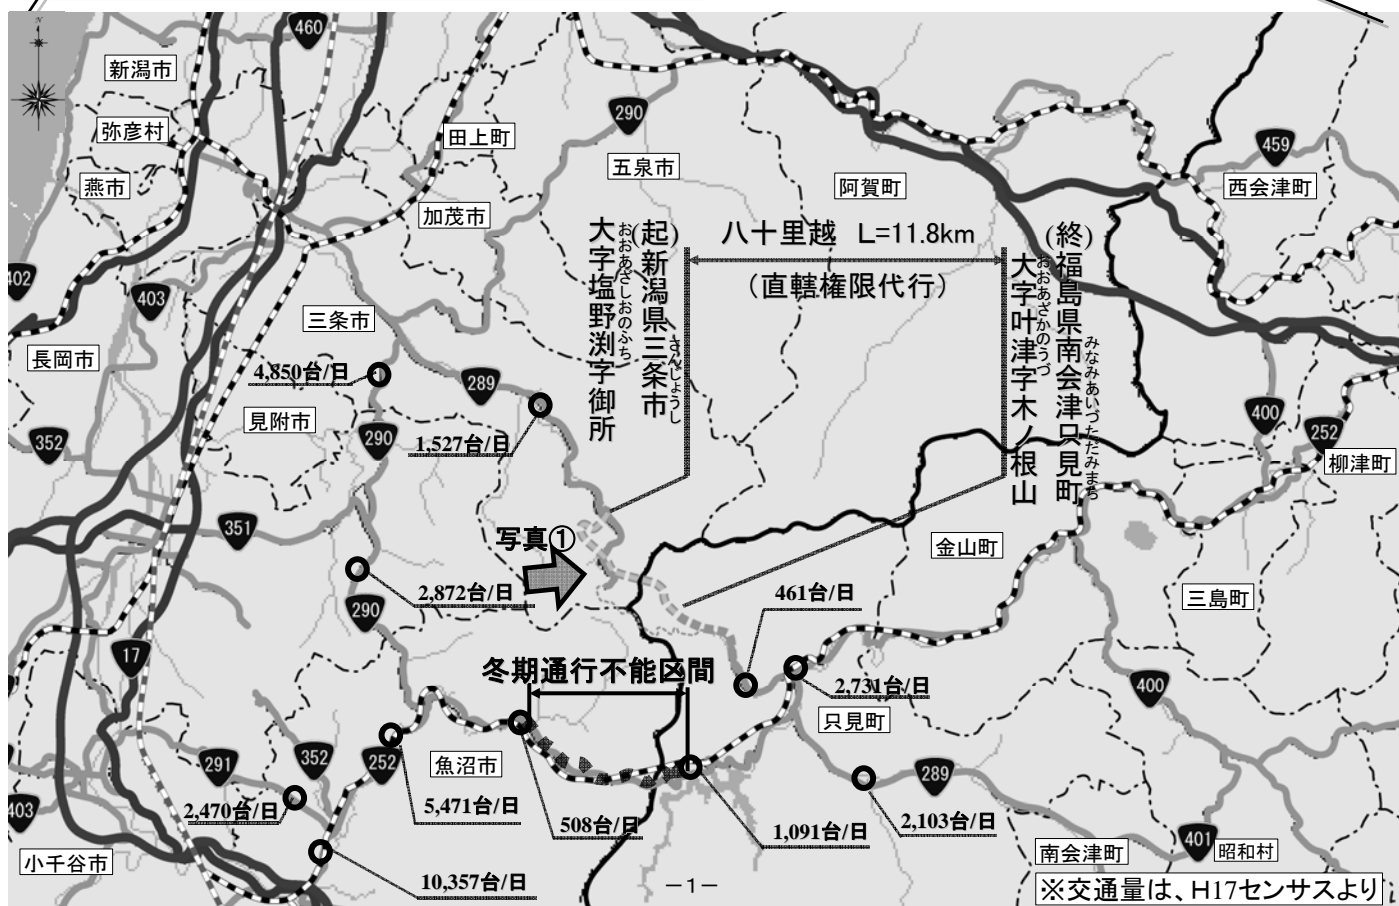 N
460
新潟市
弥彦村
田上町
290
五泉市
459
燕市
加茂市
阿賀町
西会津町
402
403
三条市
長岡市
(起)新潟県三条市
さんじょうし
大字塩野渕字御所
おおあざしおのふち
八十里越 L=11.8km
(直轄権限代行)
(終)福島県南会津只見町
みなみあいづただみまち
大字叶津字木ノ根山
おおあざかのうづ
4,850台/日
289
見附市
1,527台/日
290
352
400
252
柳津町
351
写真①
金山町
2,872台/日
461台/日
三島町
290
17
冬期通行不能区間
2,731台/日
400
只見町
291
352
252
魚沼市
289
403
2,470台/日
5,471台/日
508台/日
1,091台/日
2,103台/日
401
昭和村
南会津町
小千谷市
10,357台/日
－1－
※交通量は、H17センサスより